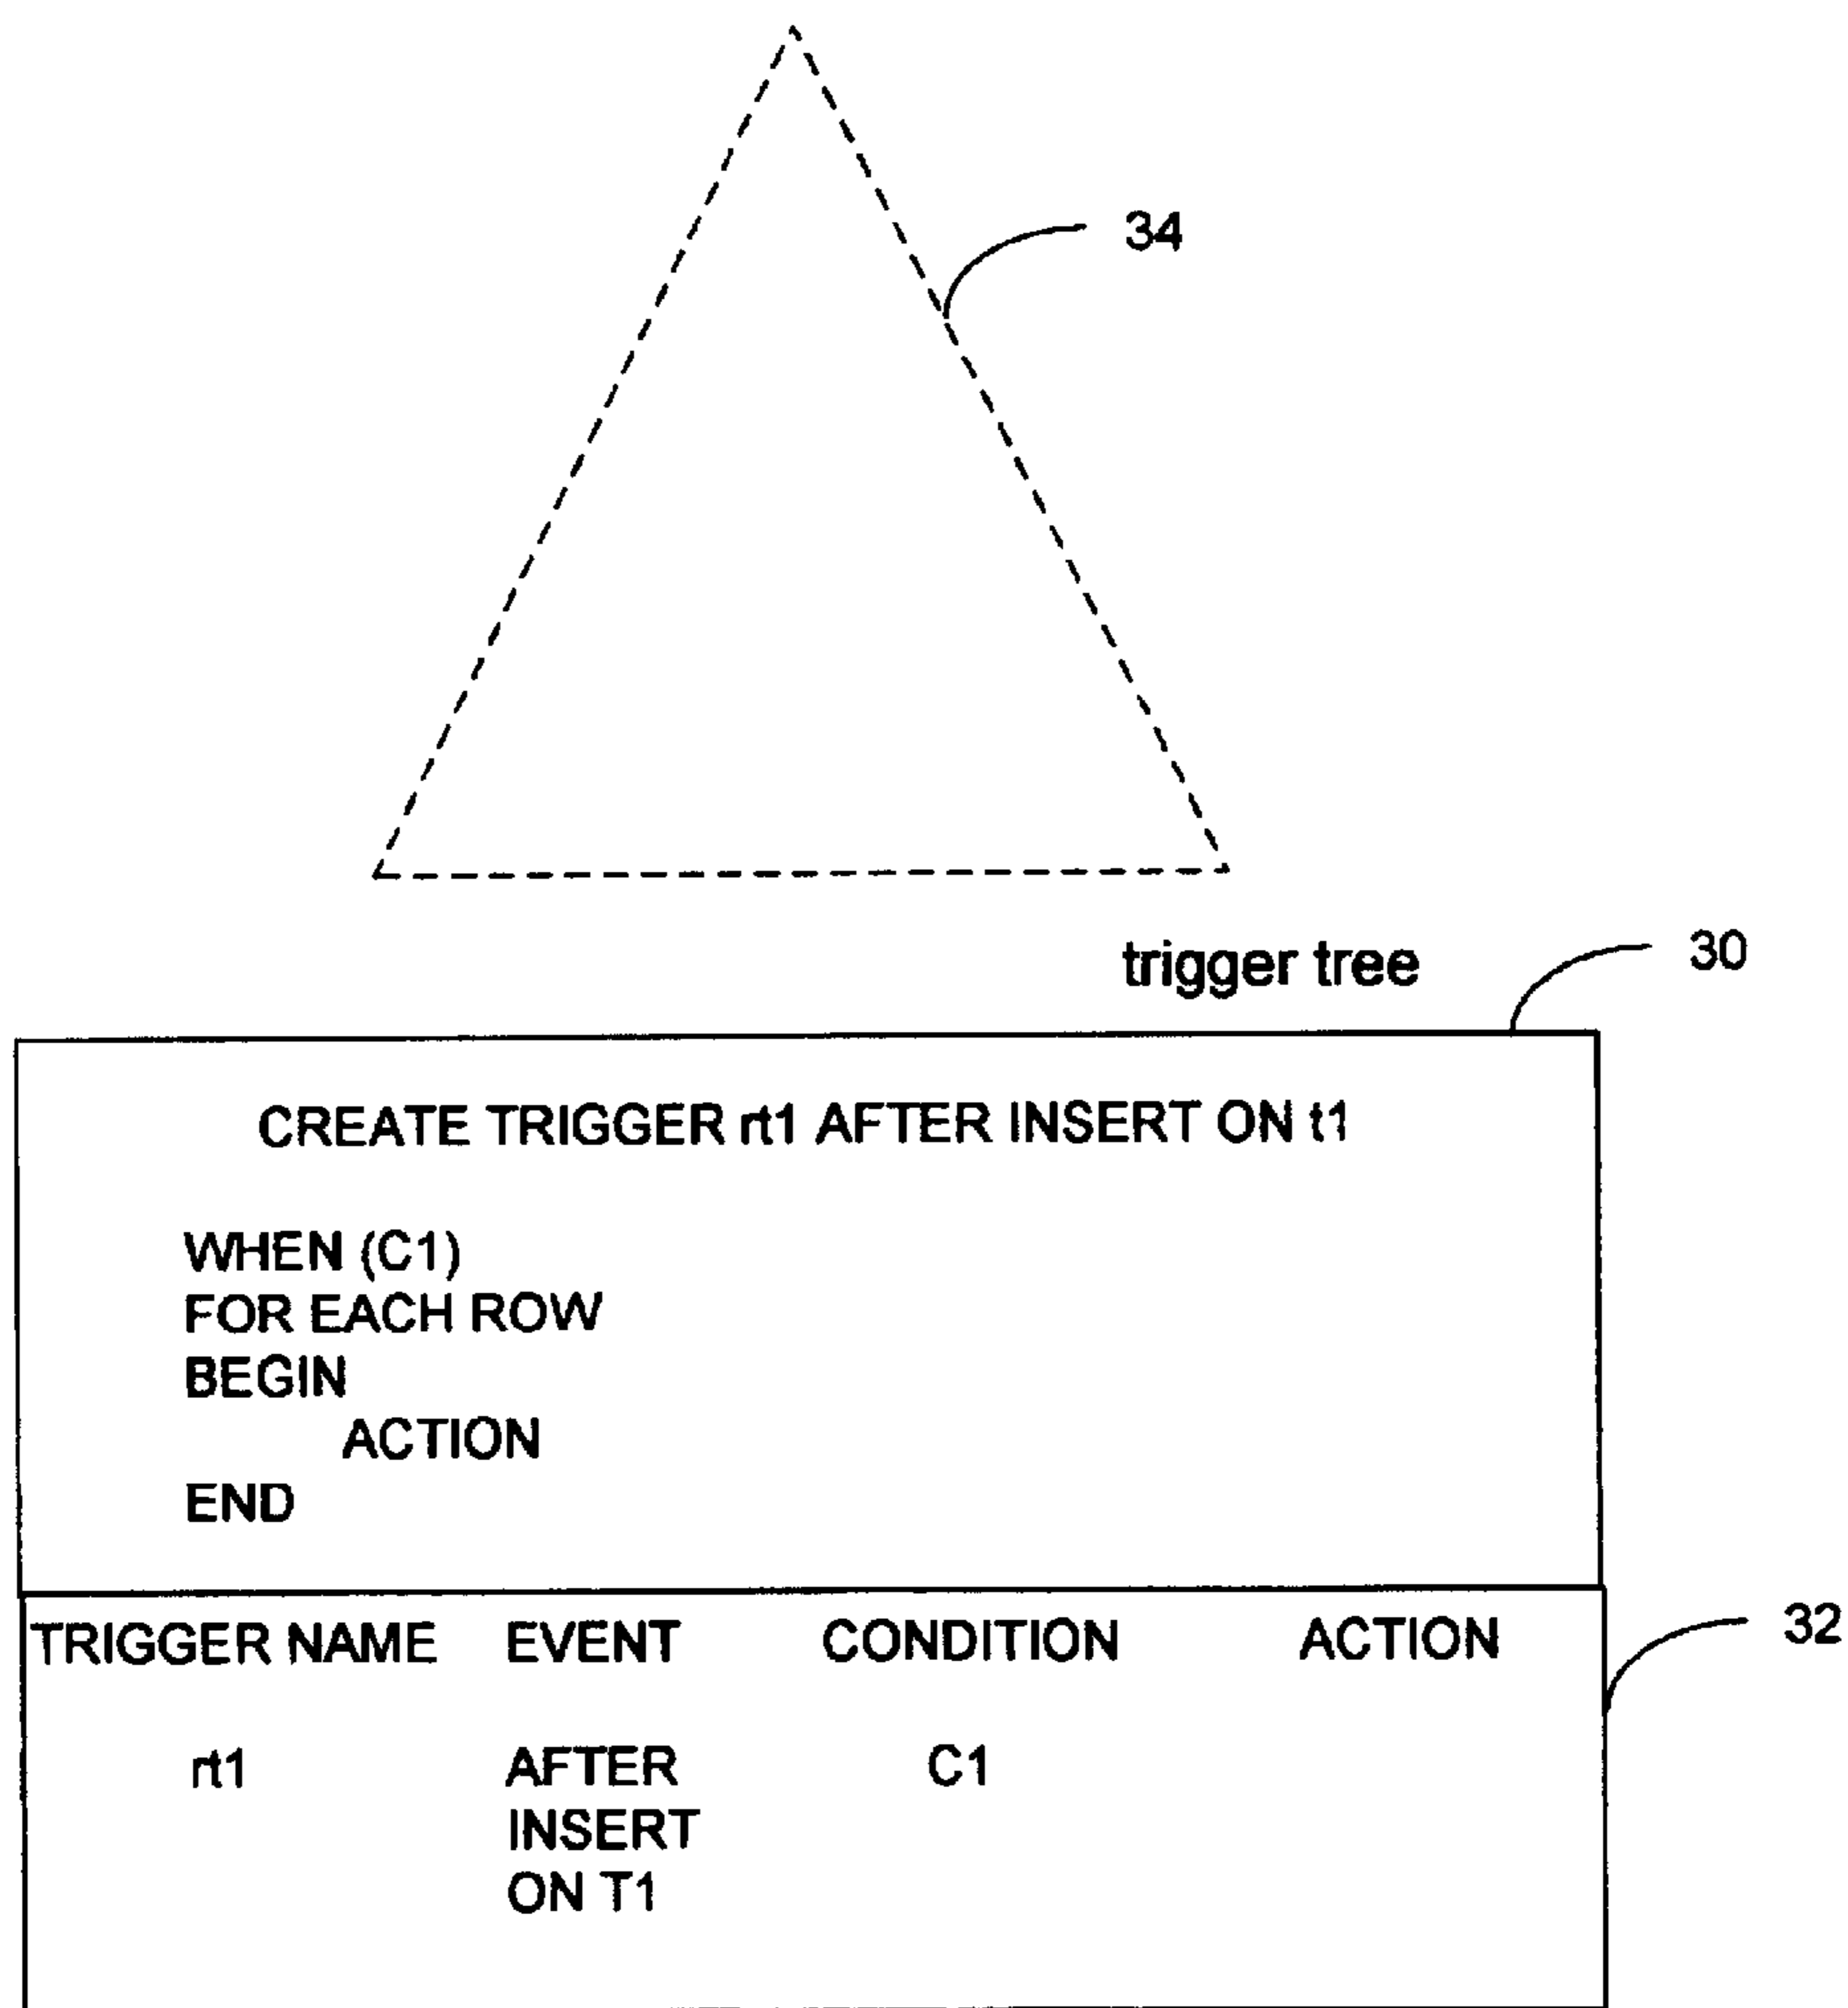 34
trigger tree
30
CREATE TRIGGER rt1 AFTER INSERT ON t1
WHEN (C1)
FOR EACH ROW
BEGIN
ACTION
END
TRIGGER NAME EVENT CONDITION ACTION
32
rt1 AFTER C1
INSERT
ON T1